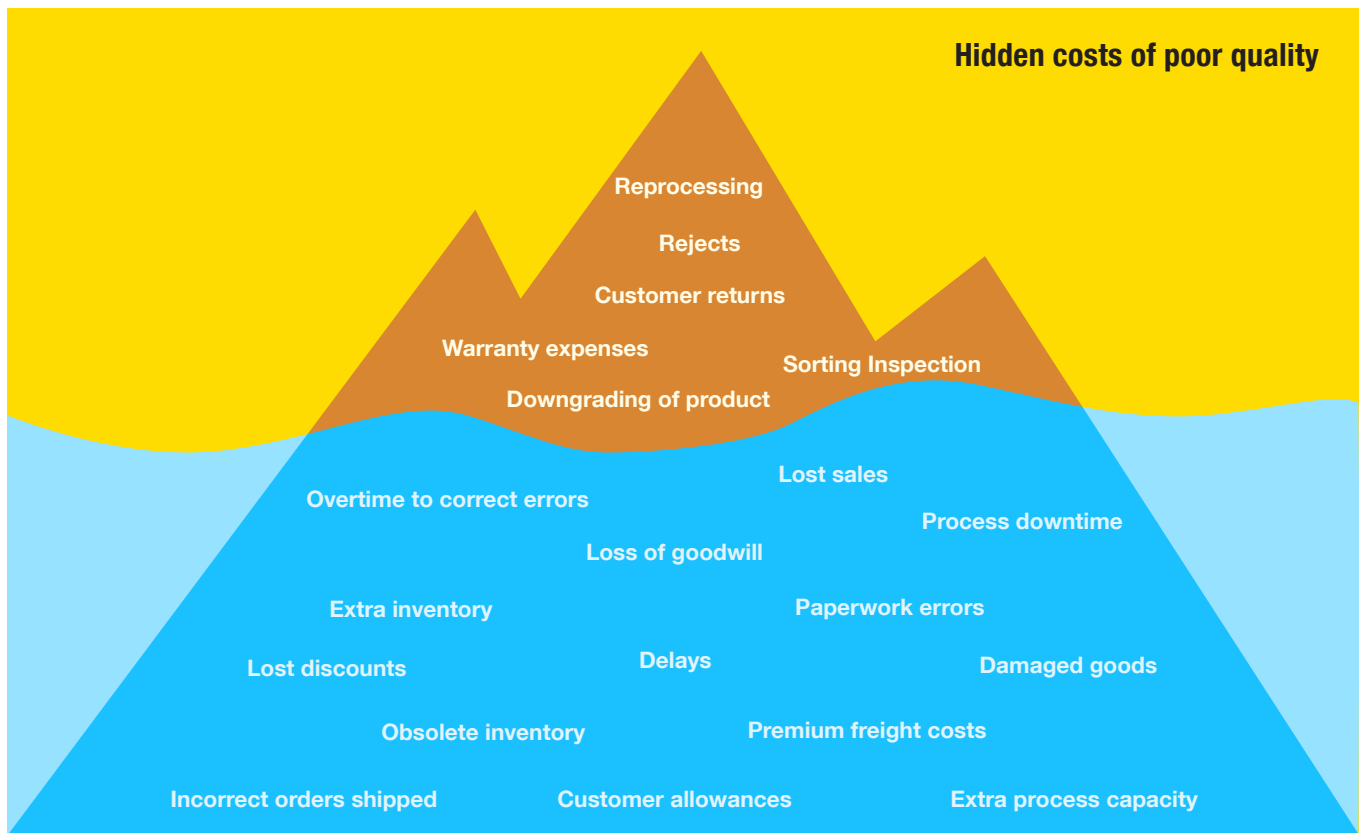 Hidden costs of poor quality
Reprocessing
Rejects
Customer returns
Warranty expenses
Sorting Inspection
Downgrading of product
Lost sales
Overtime to correct errors
Process downtime
Loss of goodwill
Extra inventory
Paperwork errors
Lost discounts
Delays
Damaged goods
Obsolete inventory
Premium freight costs
Incorrect orders shipped
Customer allowances
Extra process capacity